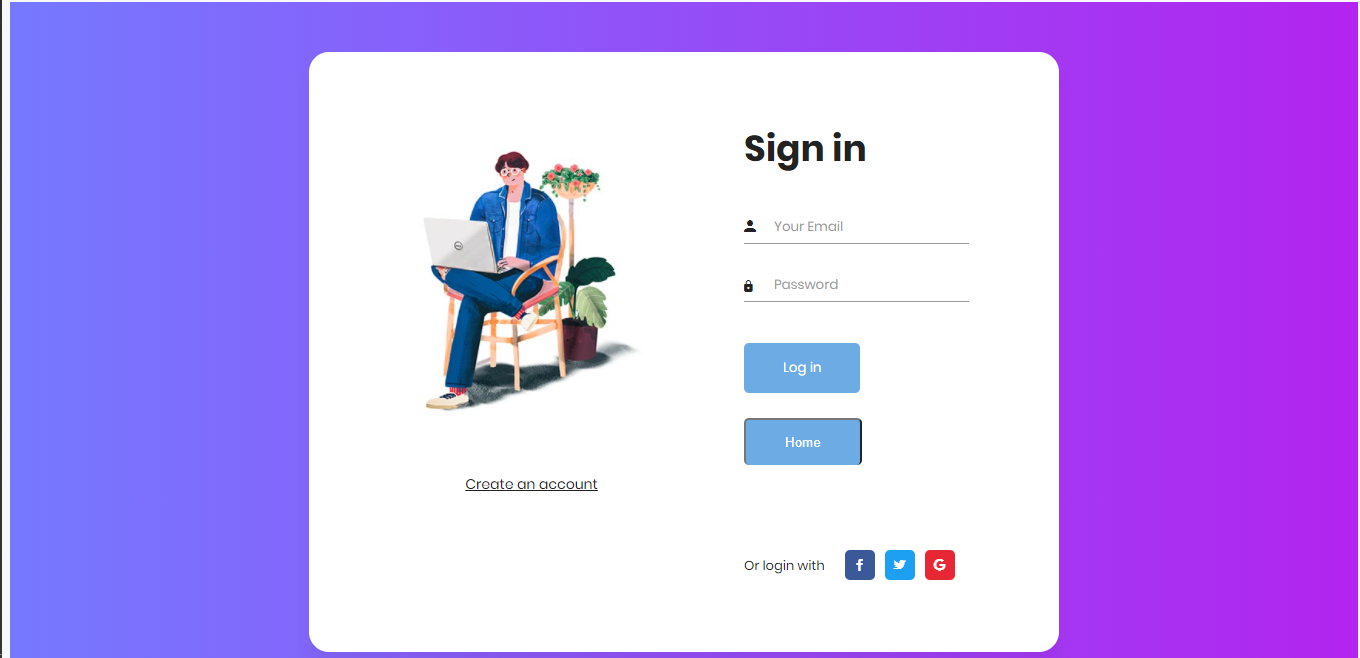 Sign in
Your Email
Password
Log in
Home
Create an account
Or login with